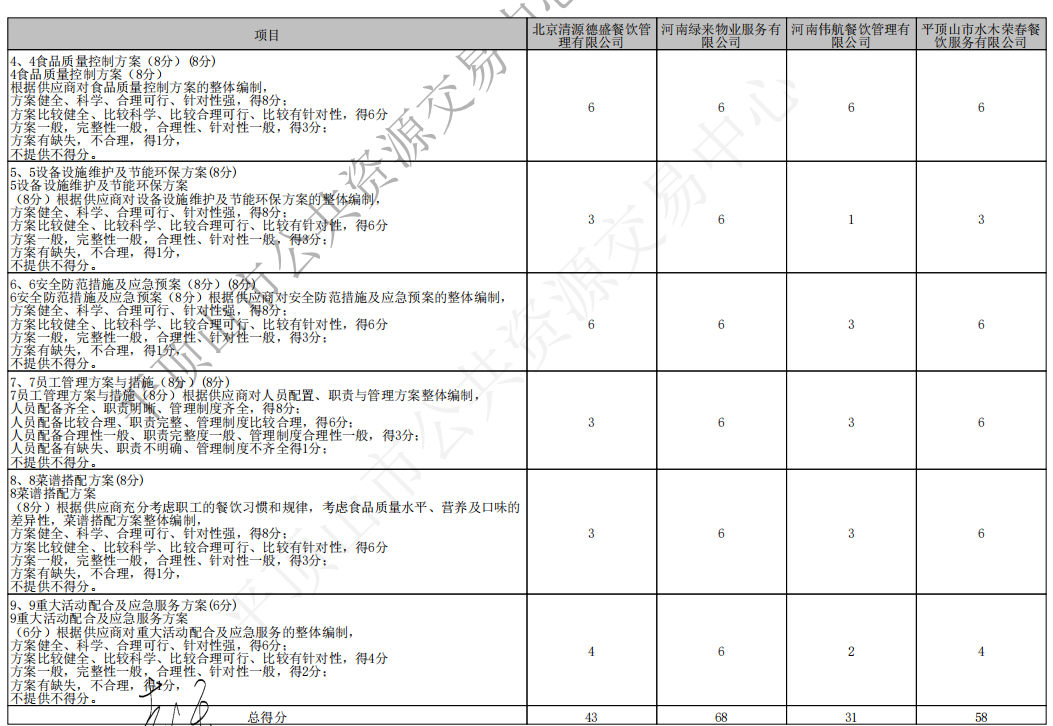 项目
北京清源德盛餐饮管理有限公司
河南绿来物业服务有限公司
河南伟航餐饮管理有限公司
平顶山市水木荣春餐饮服务有限公司
4、4食品质量控制方案（8分）(8分)
4食品质量控制方案（8分）
根据供应商对食品质量控制方案的整体编制，
方案健全、科学、合理可行、针对性强，得8分；
方案比较健全、比较科学、比较合理可行、比较有针对性，得6分
方案一般，完整性一般，合理性、针对性一般，得3分；
方案有缺失，不合理，得1分，
不提供不得分。
6 6 6 6
5、5设备设施维护及节能环保方案(8分)
5设备设施维护及节能环保方案
（8分）根据供应商对设备设施维护及节能环保方案的整体编制，
方案健全、科学、合理可行、针对性强，得8分；
方案比较健全、比较科学、比较合理可行、比较有针对性，得6分
方案一般，完整性一般，合理性、针对性一般，得3分；
方案有缺失，不合理，得1分，
不提供不得分。
3 6 1 3
6、6安全防范措施及应急预案（8分）(8分)
6安全防范措施及应急预案（8分）根据供应商对安全防范措施及应急预案的整体编制，
方案健全、科学、合理可行、针对性强，得8分；
方案比较健全、比较科学、比较合理可行、比较有针对性，得6分
方案一般，完整性一般，合理性、针对性一般，得3分；
方案有缺失，不合理，得1分，
不提供不得分。
6 6 3 6
7、7员工管理方案与措施（8分）(8分)
7员工管理方案与措施（8分）根据供应商对人员配置、职责与管理方案整体编制，
人员配备齐全、职责明晰、管理制度齐全，得8分；
人员配备比较合理、职责完整、管理制度比较合理，得6分；
人员配备合理性一般、职责完整度一般、管理制度合理性一般，得3分；
人员配备有缺失、职责不明确、管理制度不齐全得1分；
不提供不得分。
3 6 3 6
8、8菜谱搭配方案(8分)
8菜谱搭配方案
（8分）根据供应商充分考虑职工的餐饮习惯和规律，考虑食品质量水平、营养及口味的
差异性，菜谱搭配方案整体编制，
方案健全、科学、合理可行、针对性强，得8分；
方案比较健全、比较科学、比较合理可行、比较有针对性，得6分
方案一般，完整性一般，合理性、针对性一般，得3分；
方案有缺失，不合理，得1分，
不提供不得分。
3 6 3 6
9、9重大活动配合及应急服务方案(6分)
9重大活动配合及应急服务方案
（6分）根据供应商对重大活动配合及应急服务的整体编制，
方案健全、科学、合理可行、针对性强，得6分；
方案比较健全、比较科学、比较合理可行、比较有针对性，得4分
方案一般，完整性一般，合理性、针对性一般，得2分；
方案有缺失，不合理，得1分，
不提供不得分。
4 6 2 4
总得分 43 68 31 58
平顶山市公共资源交易中心
平顶山市公共资源交易中心